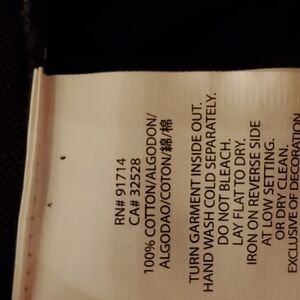 RN# 91714
CA# 32528
100% COTTON/ALGODON/
ALGODAO/COTON/綿/棉
TURN GARMENT INSIDE OUT.
HAND WASH COLD SEPARATELY.
DO NOT BLEACH.
LAY FLAT TO DRY.
IRON ON REVERSE SIDE
AT LOW SETTING.
OR DRY CLEAN.
EXCLUSIVE OF DECORATION